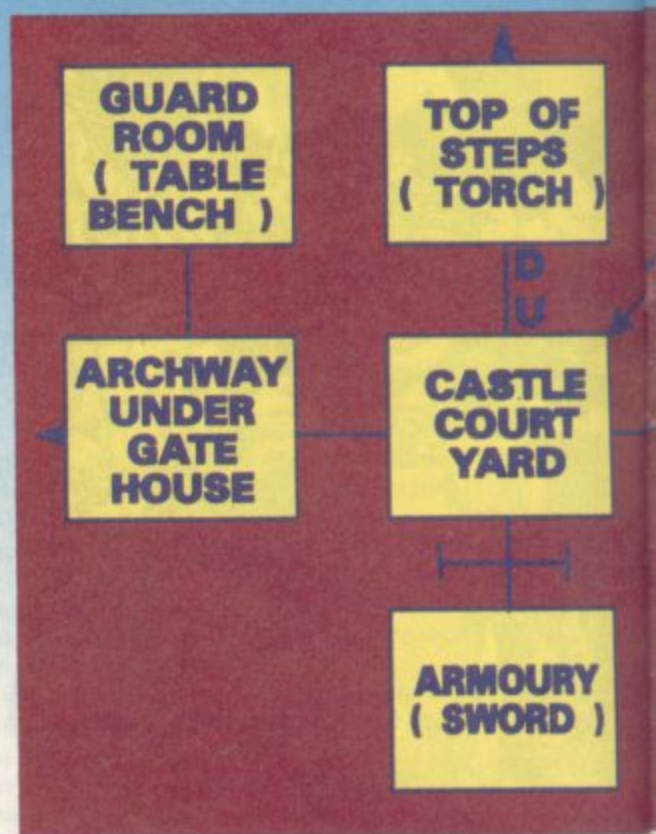 GUARD
ROOM
( TABLE
BENCH )
TOP OF
STEPS
( TORCH )
D
U
ARCHWAY
UNDER
GATE
HOUSE
CASTLE
COURT
YARD
ARMOURY
( SWORD )